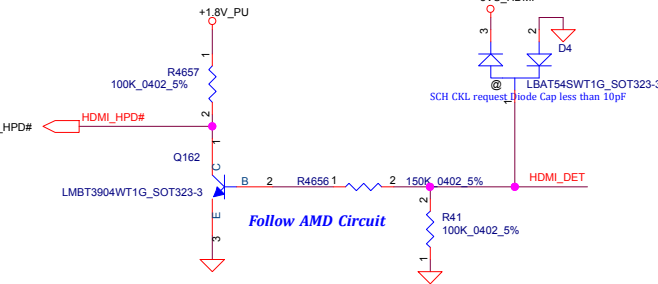 +1.8V_PU
3
2
D4
1
R4657
100K_0402_5%
2
@
LBAT54SWT1G_SOT323-3
SCH CKL request Diode Cap less than 10pF
1
_HPD#
HDMI_HPD#
1
Q162
C
LMBT3904WT1G_SOT323-3
B
2
R4656
1
2
150K_0402_5%
HDMI_DET
E
3
Follow AMD Circuit
2
R41
100K_0402_5%
1